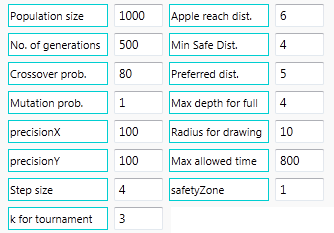 Population size 1000 Apple reach dist. 6
No. of generations 500 Min Safe Dist. 4
Crossover prob. 80 Preferred dist. 5
Mutation prob. 1 Max depth for full 4
precisionX 100 Radius for drawing 10
precisionY 100 Max allowed time 800
Step size 4 safetyZone 1
k for tournament 3